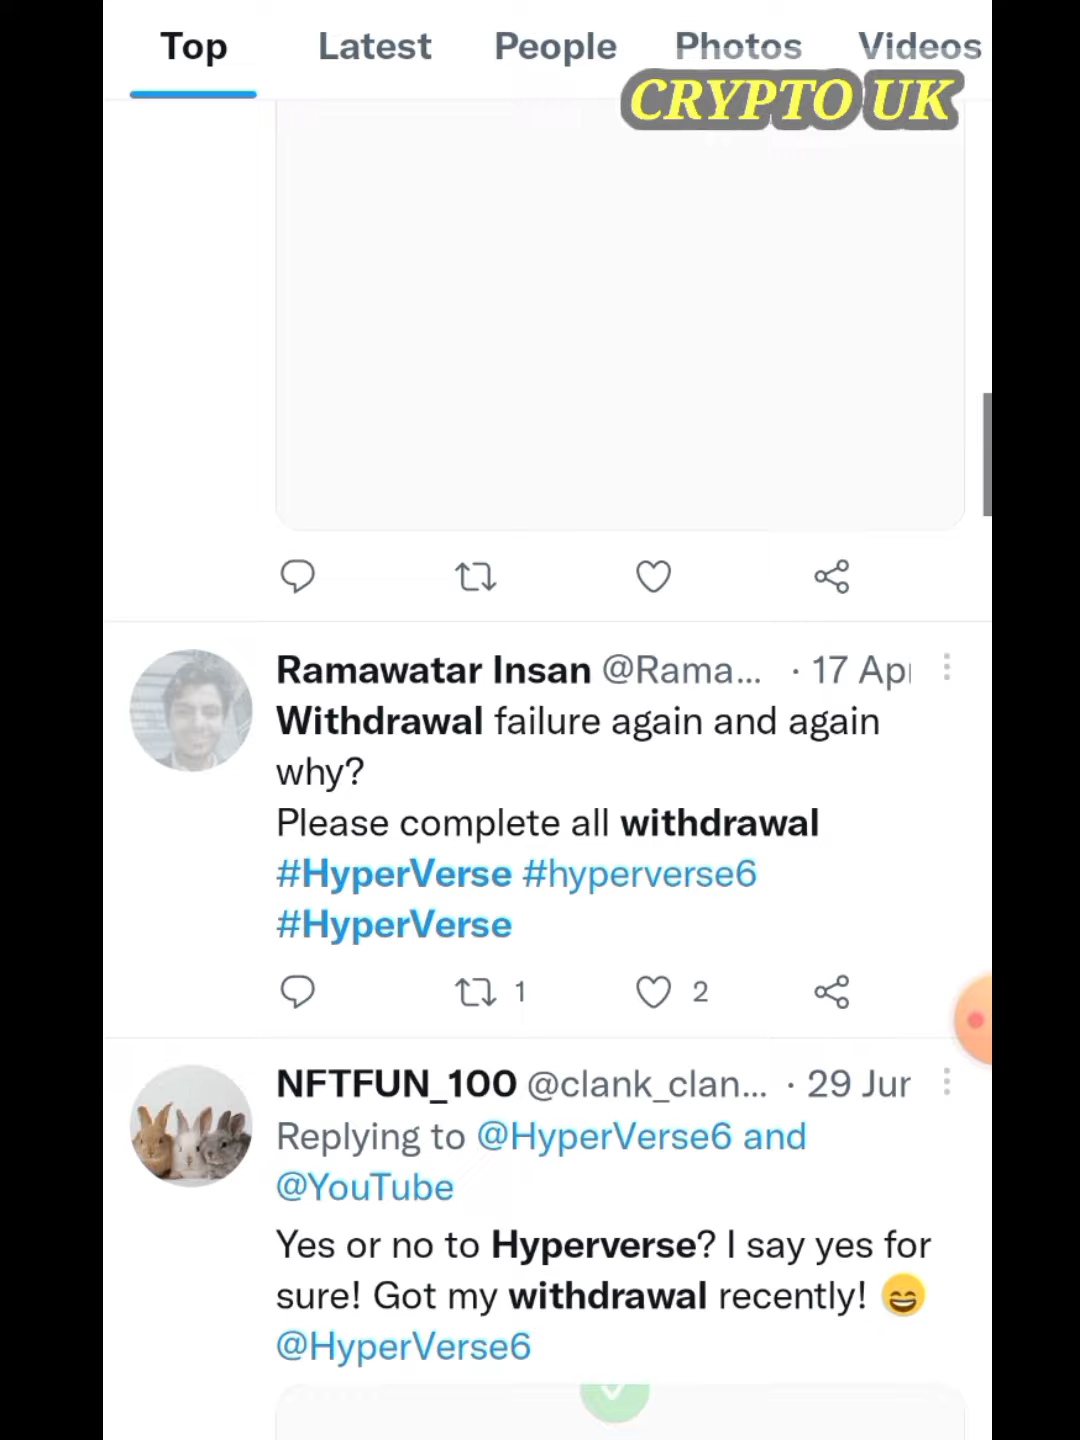 Top Latest People Photos Videos
CRYPTO UK
Ramawatar Insan @Rama... · 17 Ap
Withdrawal failure again and again
why?
Please complete all withdrawal
#HyperVerse #hyperverse6
#HyperVerse
1 2
NFTFUN_100 @clank_clan... · 29 Jur
Replying to @HyperVerse6 and
@YouTube
Yes or no to Hyperverse? I say yes for
sure! Got my withdrawal recently! 😄
@HyperVerse6